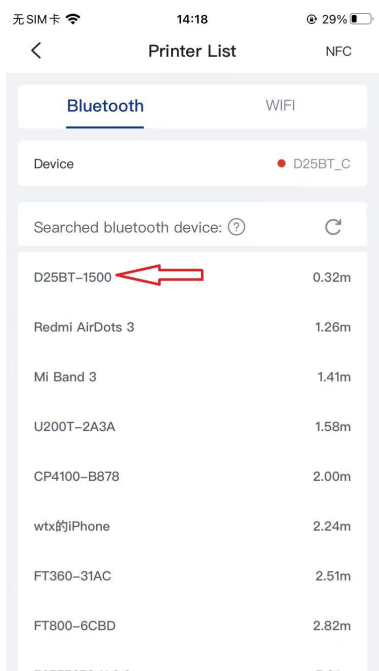 无SIM卡 14:18 29%
Printer List NFC
Bluetooth WIFI
Device D25BT_C
Searched bluetooth device: ?
D25BT-1500 0.32m
Redmi AirDots 3 1.26m
Mi Band 3 1.41m
U200T-2A3A 1.58m
CP4100-B878 2.00m
wtx的iPhone 2.24m
FT360-31AC 2.51m
FT800-6CBD 2.82m